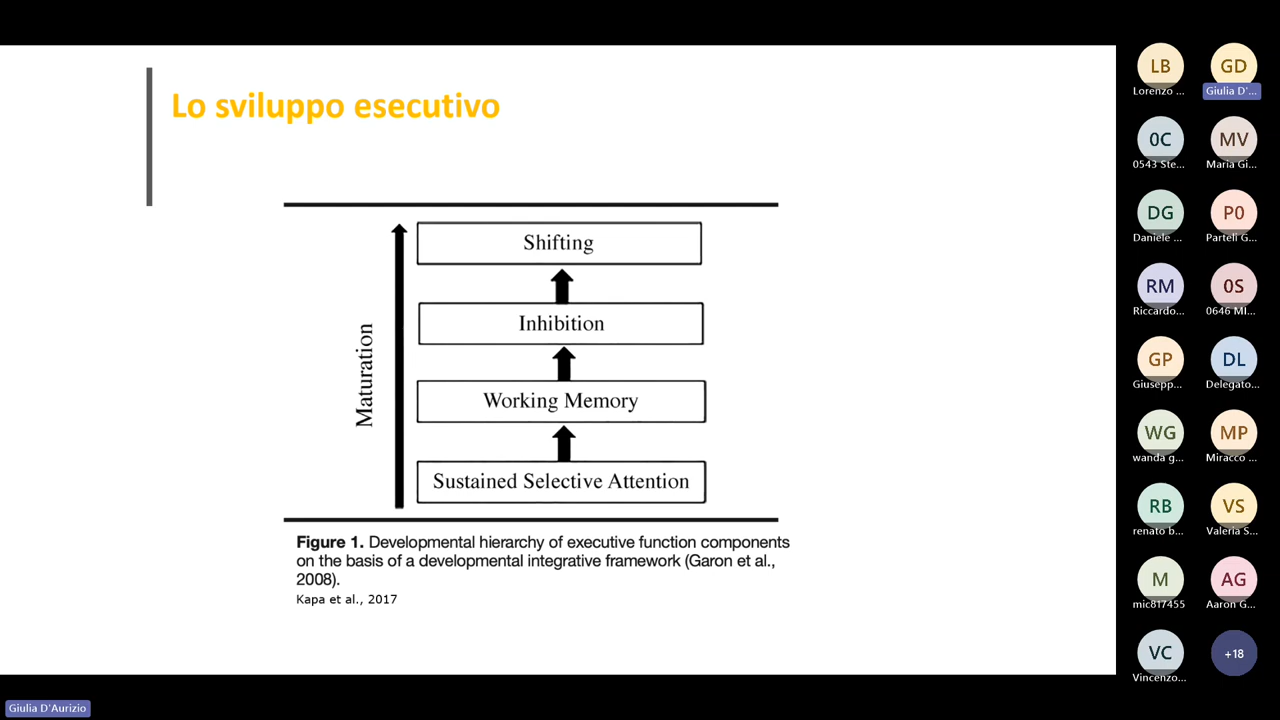 Lo sviluppo esecutivo
Shifting
Inhibition
Working Memory
Sustained Selective Attention
Maturation
Figure 1. Developmental hierarchy of executive function components
on the basis of a developmental integrative framework (Garon et al.,
2008).
Kapa et al., 2017
LB
Lorenzo ...
GD
Giulia D'...
0C
0543 Ste...
MV
Maria Gi...
DG
Daniele ...
P0
Parteli G...
RM
Riccardo...
0S
0646 MI...
GP
Giusepp...
DL
Delegato...
WG
wanda g...
MP
Miracco ...
RB
renato b...
VS
Valeria S...
M
mic817455
AG
Aaron G...
VC
Vincenzo...
+18
Giulia D'Aurizio